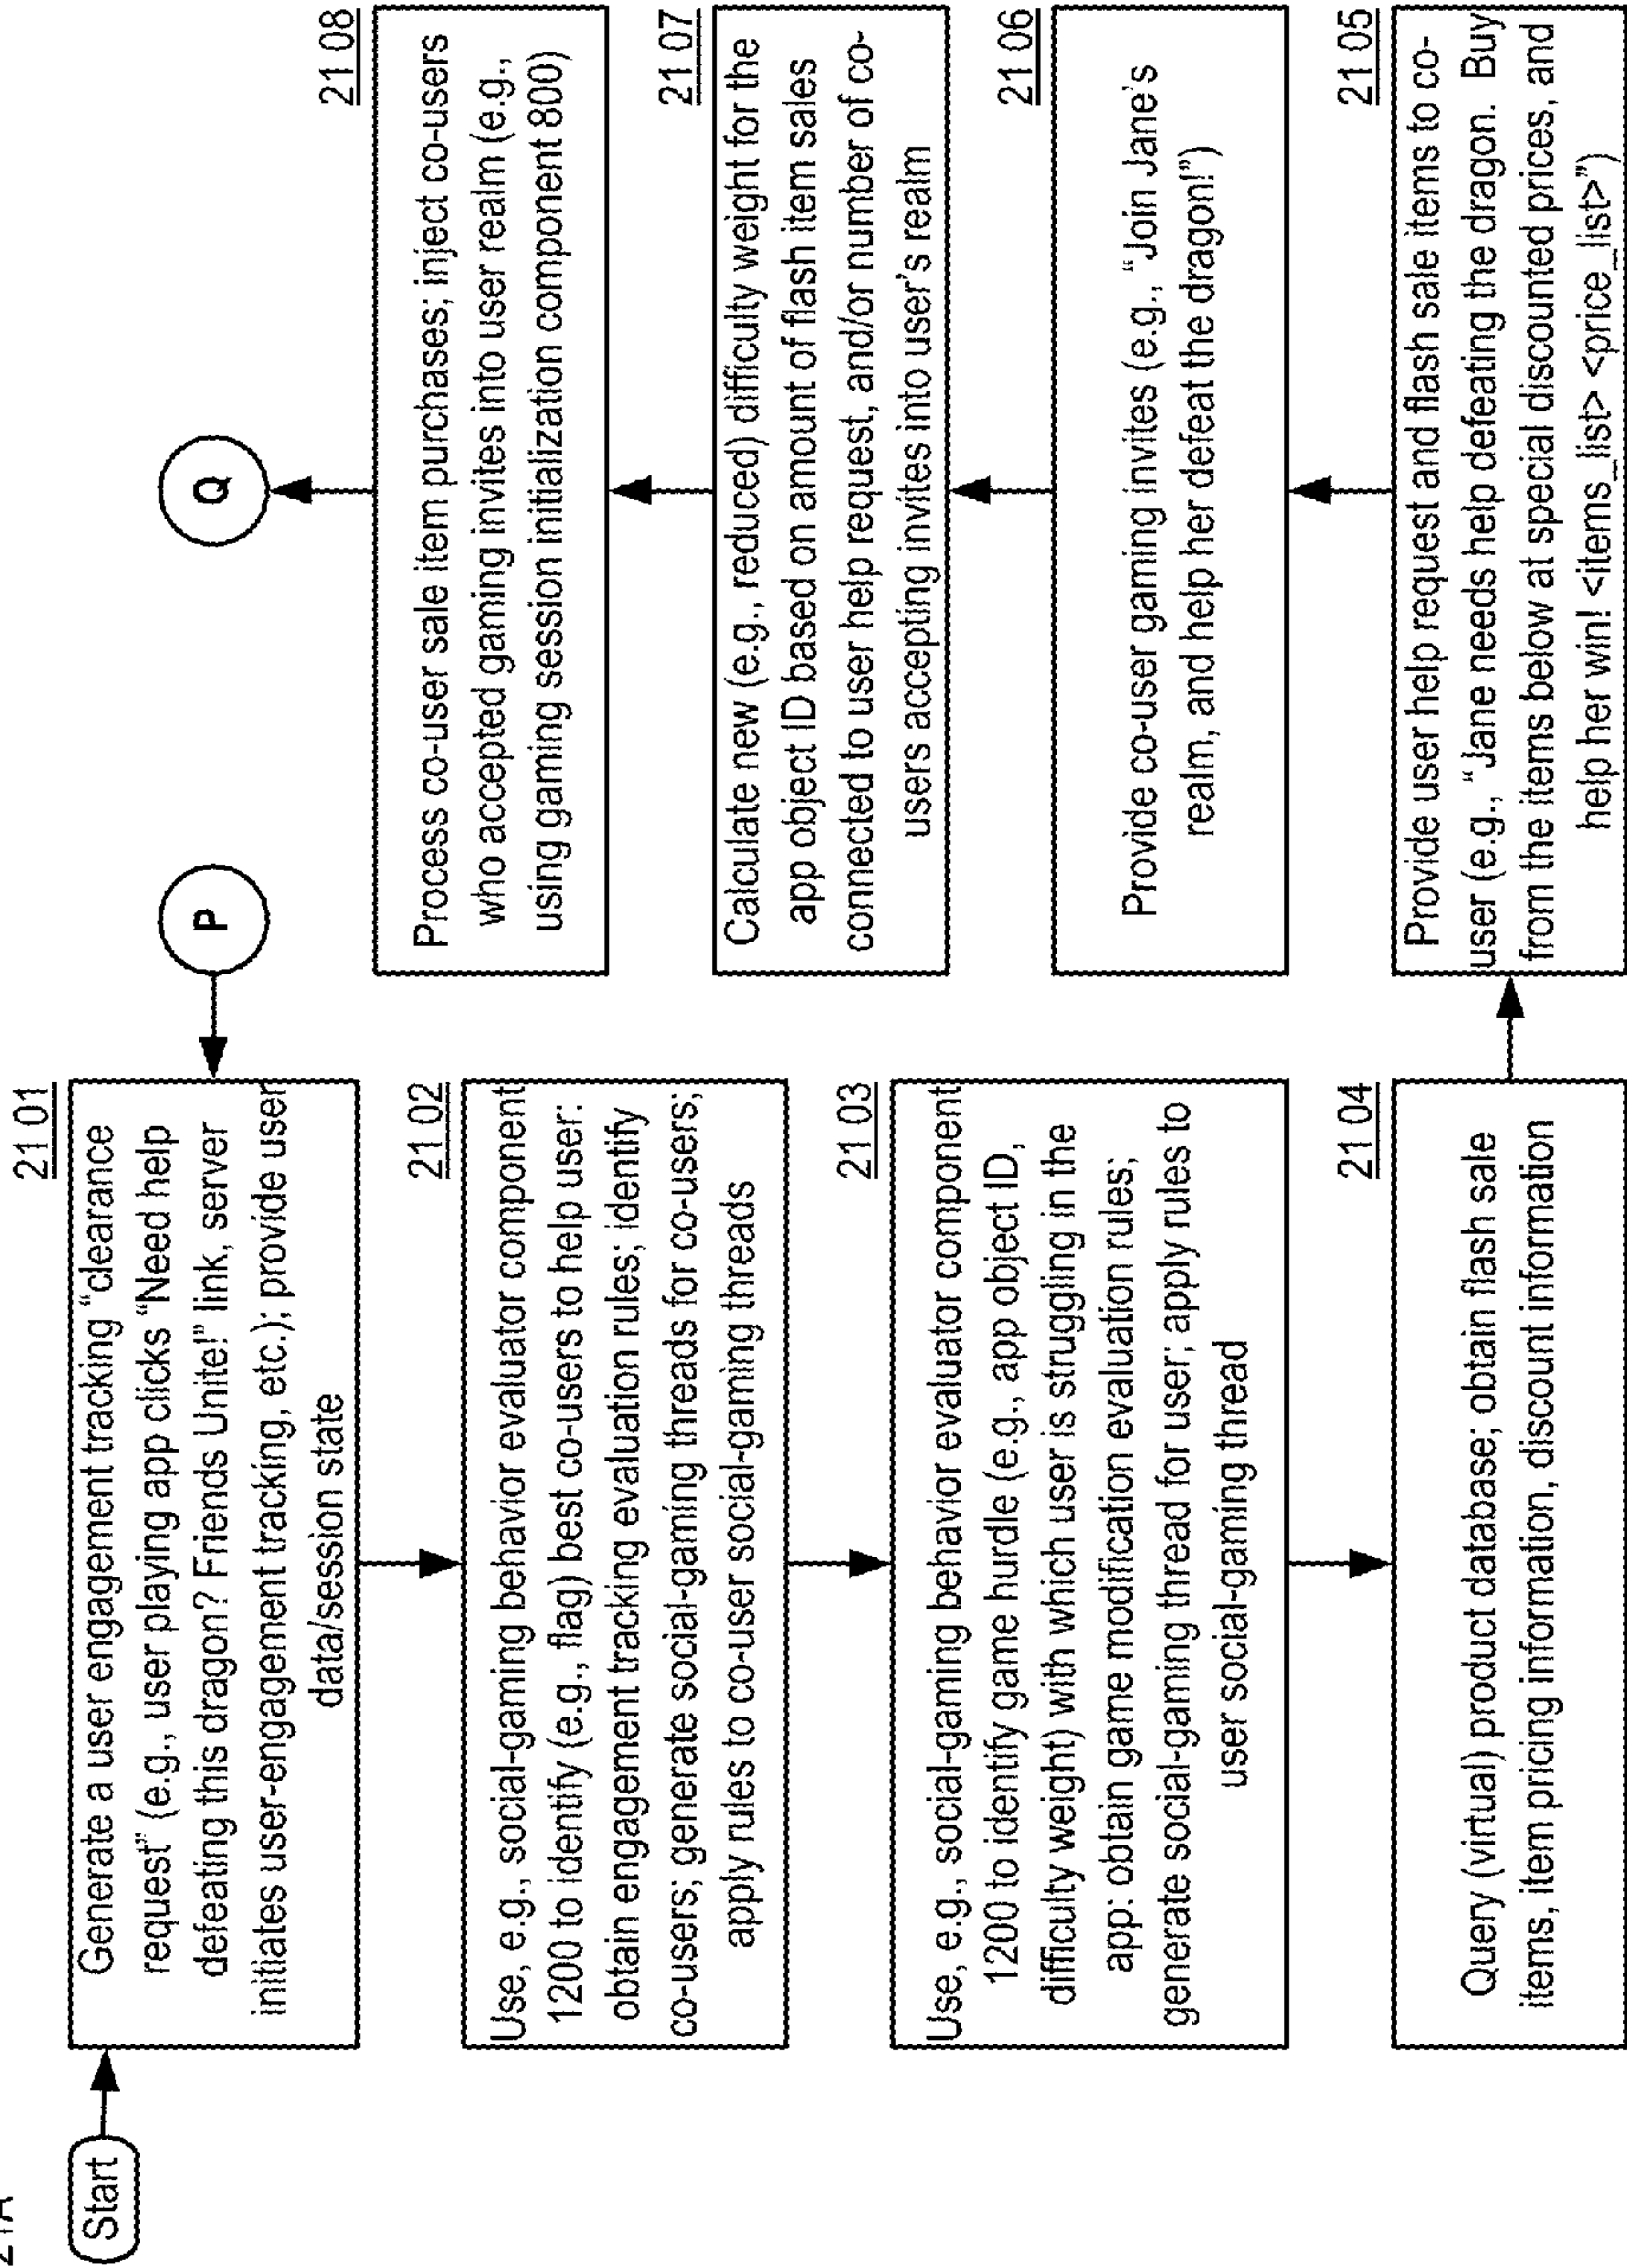 21A
Start
P
Q
2101
Generate a user engagement tracking “clearance
request” (e.g., user playing app clicks “Need help
defeating this dragon? Friends Unite!” link, server
initiates user-engagement tracking, etc.); provide user
data/session state
2102
Use, e.g., social-gaming behavior evaluator component
1200 to identify (e.g., flag) best co-users to help user:
obtain engagement tracking evaluation rules; identify
co-users; generate social-gaming threads for co-users;
apply rules to co-user social-gaming threads
2103
Use, e.g., social-gaming behavior evaluator component
1200 to identify game hurdle (e.g., app object ID,
difficulty weight) with which user is struggling in the
app: obtain game modification evaluation rules;
generate social-gaming thread for user; apply rules to
user social-gaming thread
2104
Query (virtual) product database; obtain flash sale
items, item pricing information, discount information
2105
Provide user help request and flash sale items to co-
user (e.g., “Jane needs help defeating the dragon.  Buy
from the items below at special discounted prices, and
help her win! <items_list> <price_list>”)
2106
Provide co-user gaming invites (e.g., “Join Jane's
realm, and help her defeat the dragon!”)
2107
Calculate new (e.g., reduced) difficulty weight for the
app object ID based on amount of flash item sales
connected to user help request, and/or number of co-
users accepting invites into user's realm
2108
Process co-user sale item purchases; inject co-users
who accepted gaming invites into user realm (e.g.,
using gaming session initialization component 800)